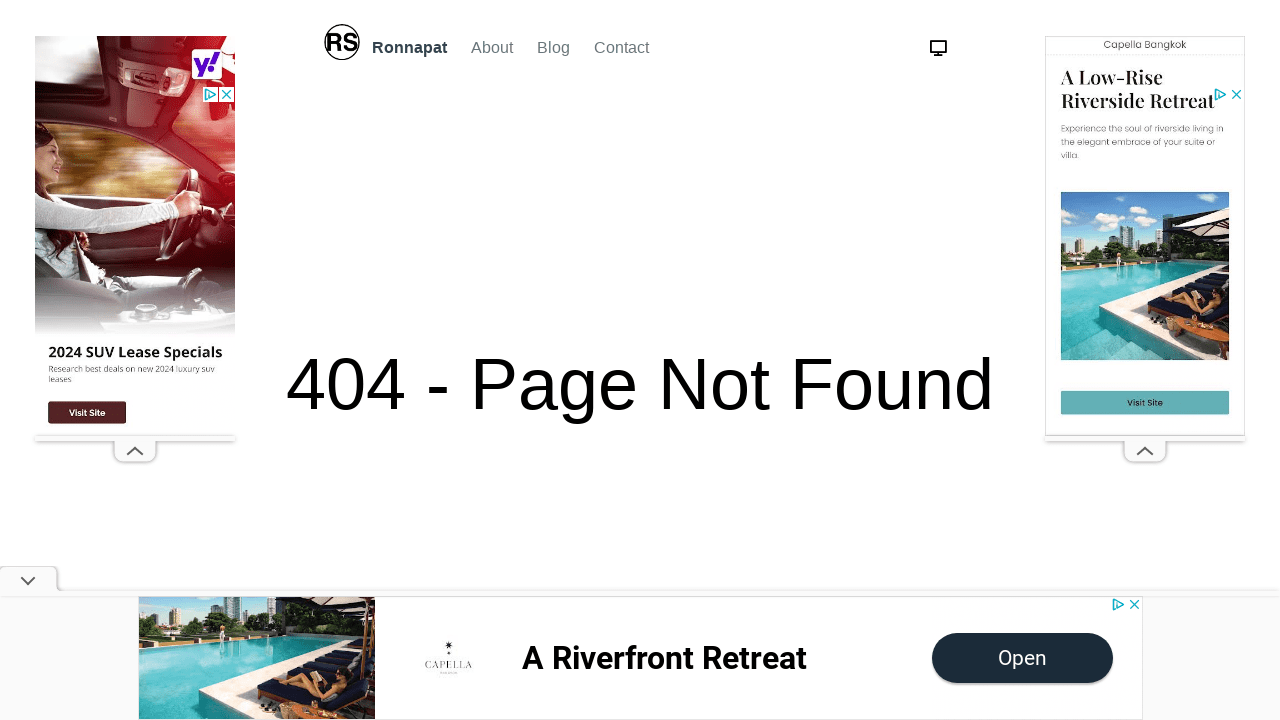 RS
Ronnapat About Blog Contact
y!
2024 SUV Lease Specials
Research best deals on new 2024 luxury suv
leases
Visit Site
404 - Page Not Found
Capella Bangkok
A Low-Rise
Riverside Retreat
Experience the soul of riverside living in
the elegant embrace of your suite or
villa.
Visit Site
CAPELLA
A Riverfront Retreat
Open